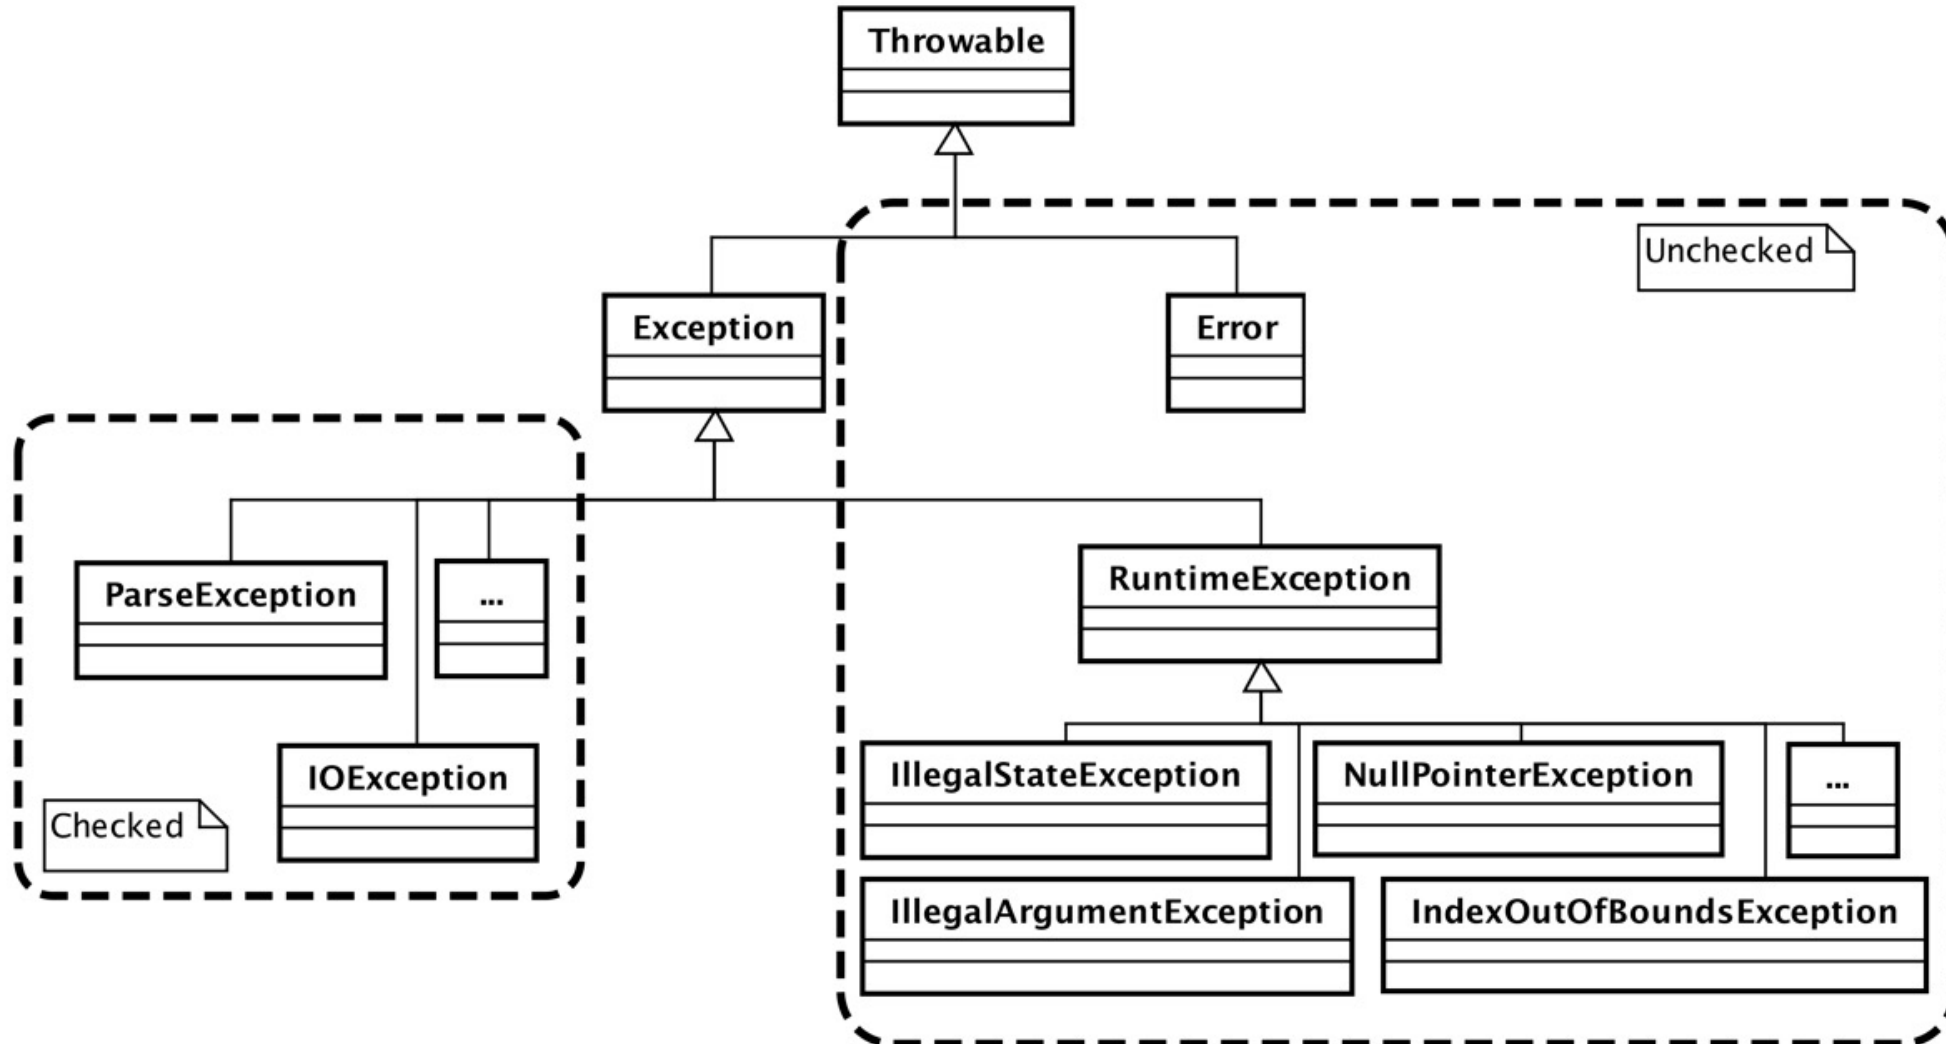 Throwable
Unchecked
Exception
Error
ParseException
...
RuntimeException
IOException
Checked
IllegalStateException
NullPointerException
...
IllegalArgumentException
IndexOutOfBoundsException